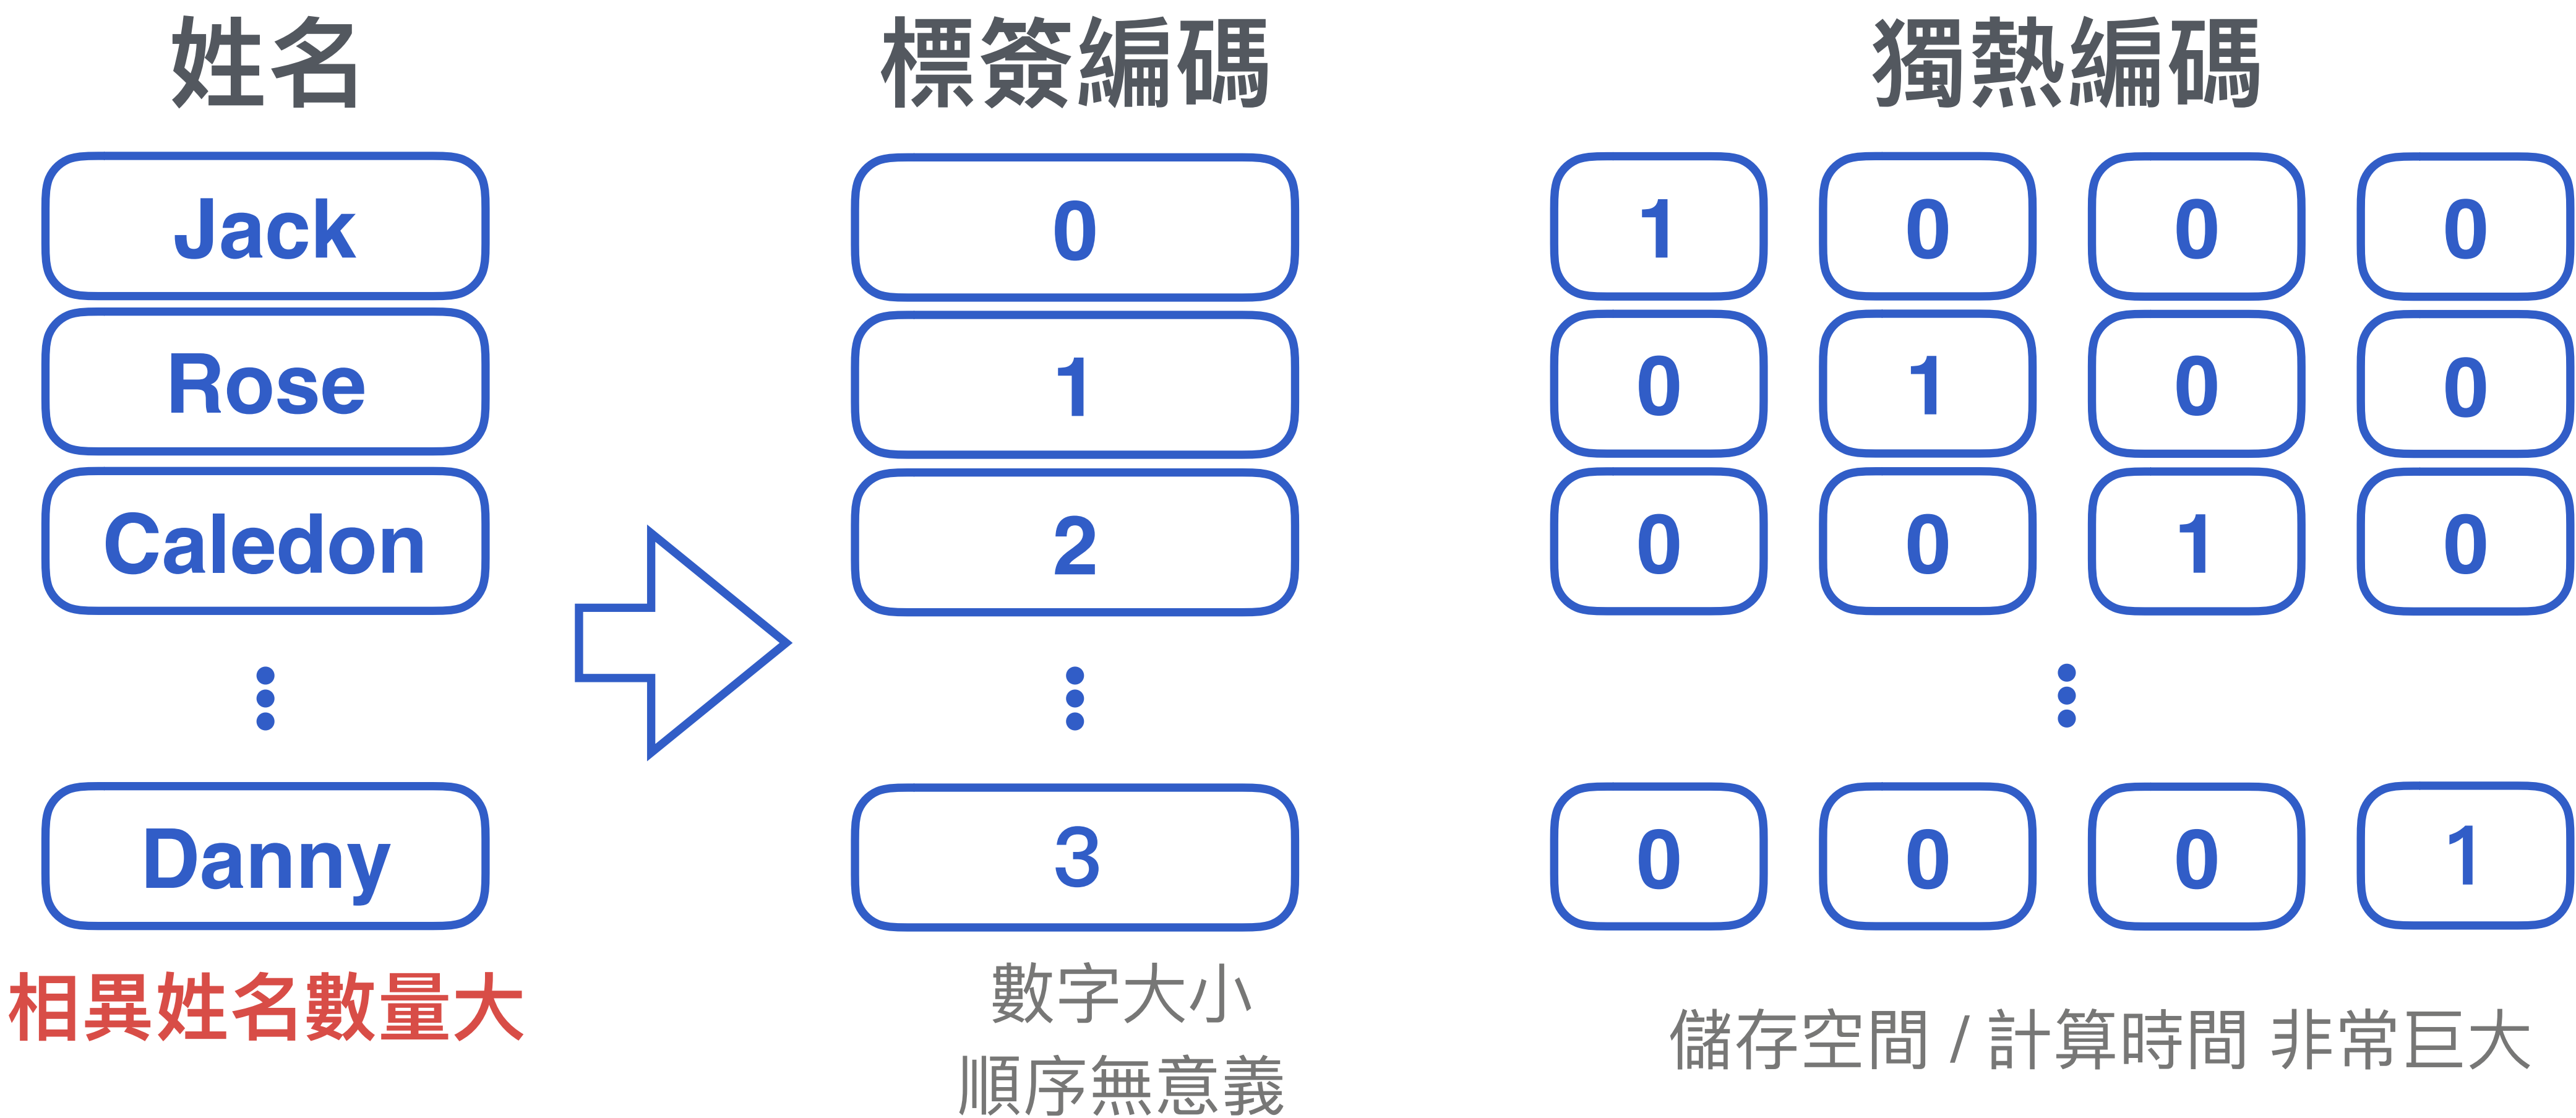 姓名 標簽編碼 獨熱編碼
Jack 0 1 0 0 0
Rose 1 0 1 0 0
Caledon 2 0 0 1 0
Danny 3 0 0 0 1
相異姓名數量大
數字大小
順序無意義
儲存空間 / 計算時間 非常巨大